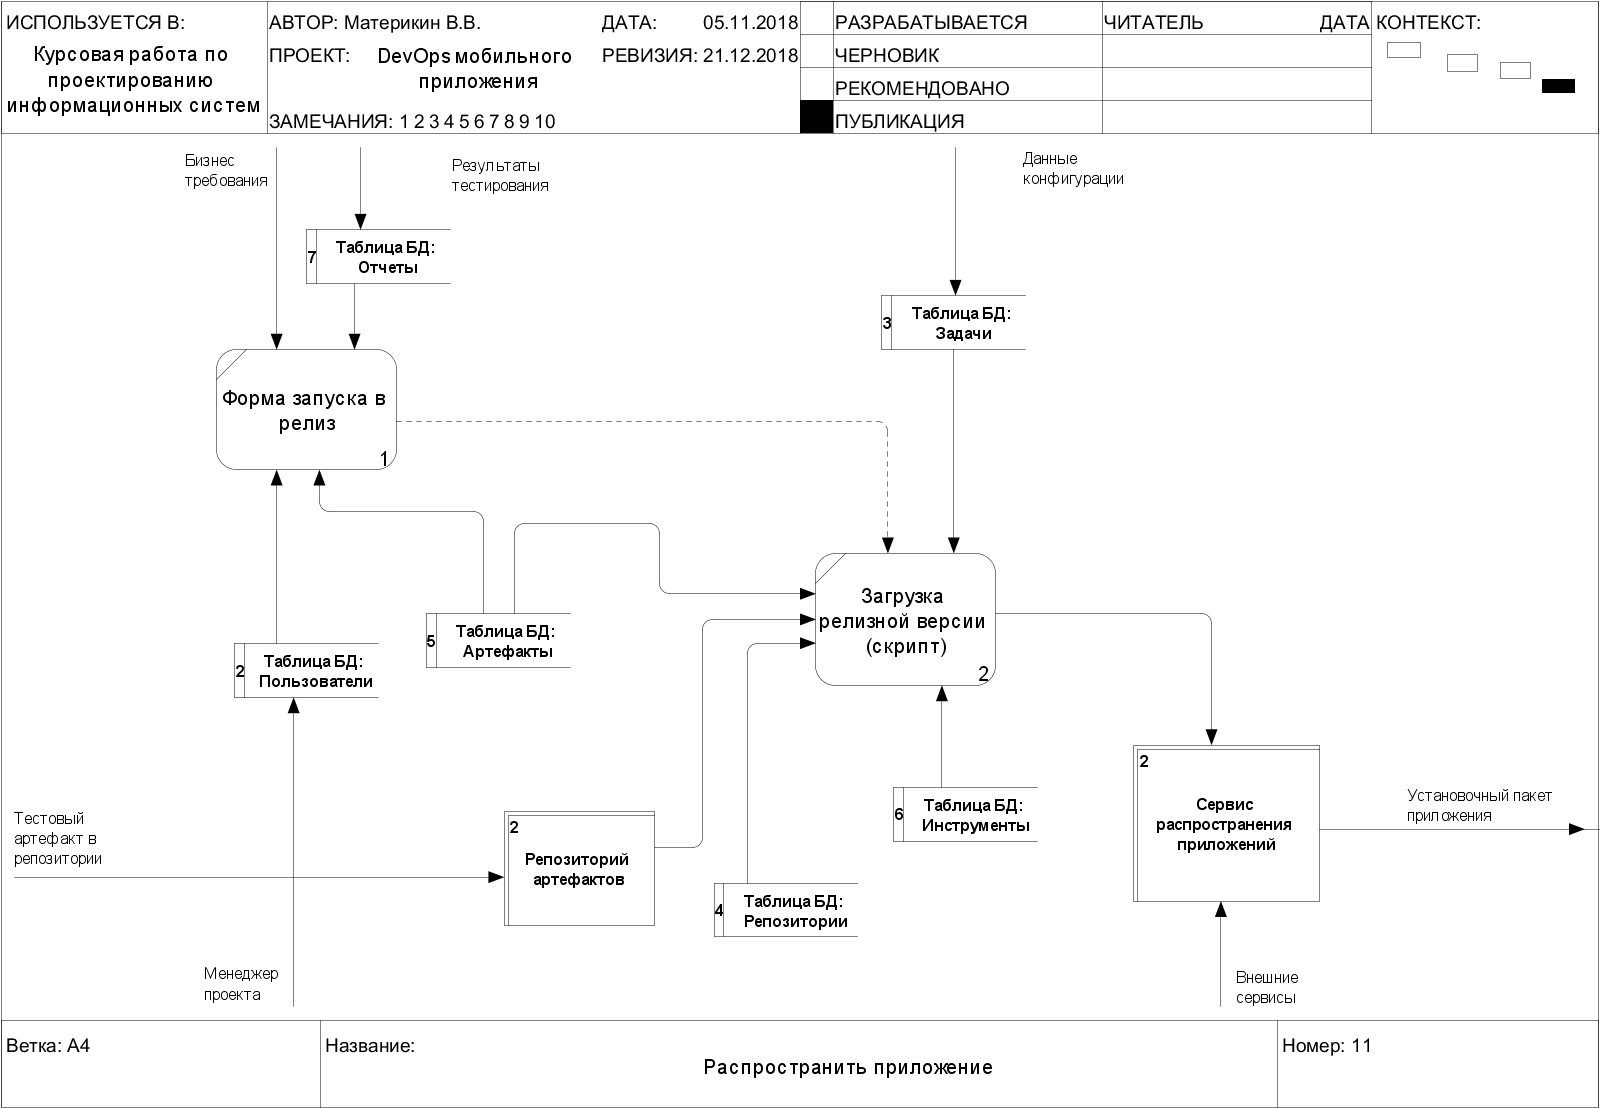 ИСПОЛЬЗУЕТСЯ В:
Курсовая работа по
проектированию
информационных систем
АВТОР: Материкин В.В.
ДАТА: 05.11.2018
ПРОЕКТ: DevOps мобильного
приложения
РЕВИЗИЯ: 21.12.2018
ЗАМЕЧАНИЯ: 1 2 3 4 5 6 7 8 9 10
РАЗРАБАТЫВАЕТСЯ
ЧЕРНОВИК
РЕКОМЕНДОВАНО
ПУБЛИКАЦИЯ
ЧИТАТЕЛЬ
ДАТА
КОНТЕКСТ:
Бизнес
требования
Результаты
тестирования
Данные
конфигурации
7
Таблица БД:
Отчеты
3
Таблица БД:
Задачи
Форма запуска в
релиз
1
Загрузка
релизной версии
(скрипт)
2
5
Таблица БД:
Артефакты
2
Таблица БД:
Пользователи
6
Таблица БД:
Инструменты
2
Сервис
распространения
приложений
Установочный пакет
приложения
Тестовый
артефакт в
репозитории
2
Репозиторий
артефактов
4
Таблица БД:
Репозитории
Менеджер
проекта
Внешние
сервисы
Ветка: A4
Название:
Распространить приложение
Номер: 11